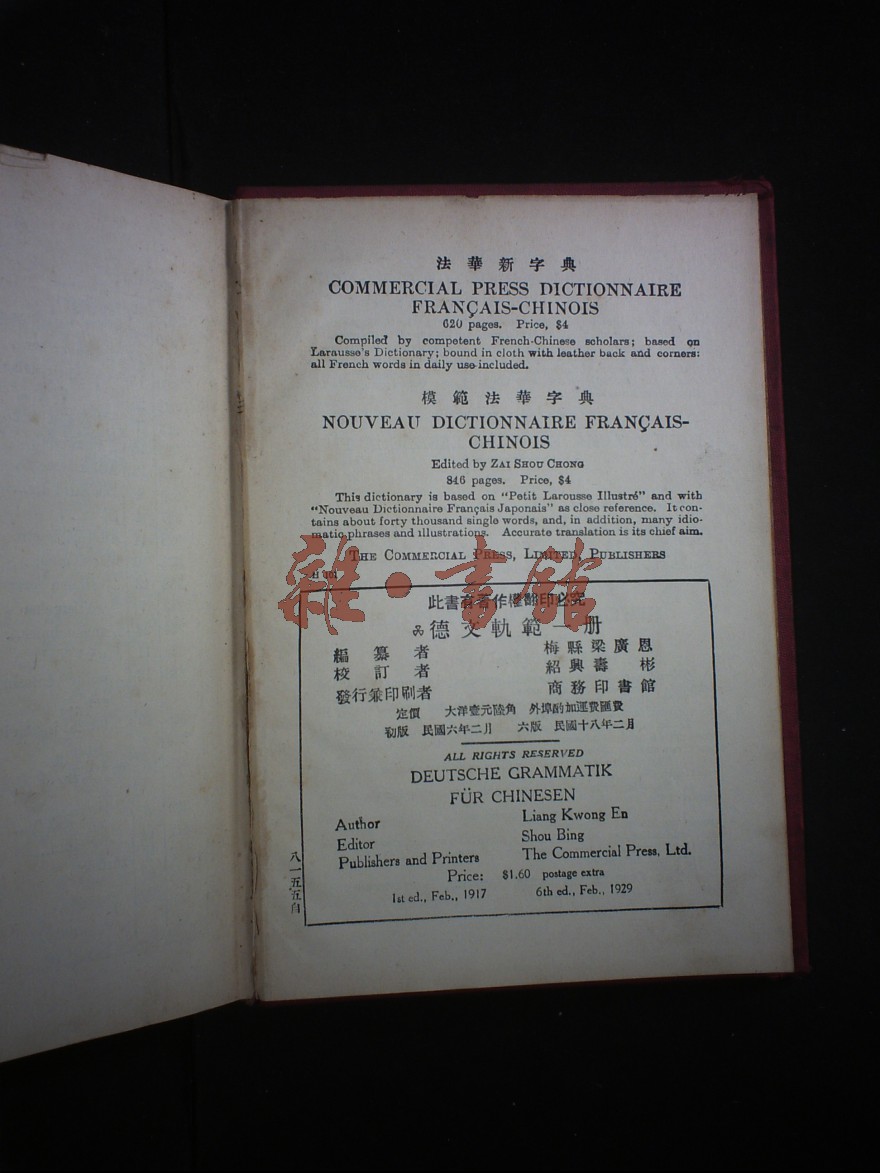 法華新字典
COMMERCIAL PRESS DICTIONNAIRE
FRANÇAIS-CHINOIS
620 pages. Price, $4
Compiled by competent French-Chinese scholars; based on
Larausse's Dictionary; bound in cloth with leather back and corners:
all French words in daily use included.
模範法華字典
NOUVEAU DICTIONNAIRE FRANÇAIS-
CHINOIS
Edited by ZAI SHOU CHONG
846 pages. Price, $4
This dictionary is based on "Petit Larousse Illustré" and with
"Nouveau Dictionnaire Français Japonais" as close reference. It con-
tains about forty thousand single words, and, in addition, many idio-
matic phrases and illustrations. Accurate translation is its chief aim.
THE COMMERCIAL PRESS, LIMITED, PUBLISHERS
雜·書館
此書有著作權翻印必究
德文軌範一册
編纂者 梅縣梁廣恩
校訂者 紹興壽彬
發行兼印刷者 商務印書館
定價 大洋壹元陸角 外埠酌加運費匯費
初版 民國六年二月 六版 民國十八年二月
ALL RIGHTS RESERVED
DEUTSCHE GRAMMATIK
FÜR CHINESEN
Author Liang Kwong En
Editor Shou Bing
Publishers and Printers The Commercial Press, Ltd.
Price: $1.60 postage extra
1st ed., Feb., 1917 6th ed., Feb., 1929
八一五五自